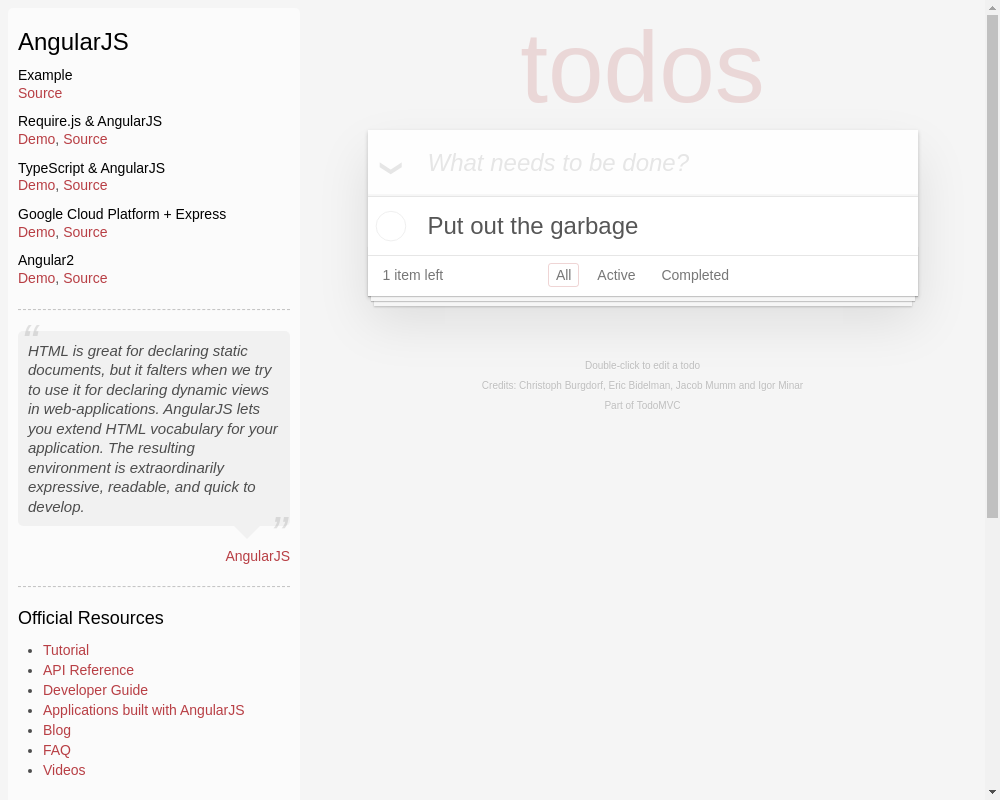 AngularJS
Example
Source
Require.js & AngularJS
Demo, Source
TypeScript & AngularJS
Demo, Source
Google Cloud Platform + Express
Demo, Source
Angular2
Demo, Source
“
HTML is great for declaring static
documents, but it falters when we try
to use it for declaring dynamic views
in web-applications. AngularJS lets
you extend HTML vocabulary for your
application. The resulting
environment is extraordinarily
expressive, readable, and quick to
develop.
”
AngularJS
Official Resources
• Tutorial
• API Reference
• Developer Guide
• Applications built with AngularJS
• Blog
• FAQ
• Videos
todos
What needs to be done?
Put out the garbage
1 item left All Active Completed
Double-click to edit a todo
Credits: Christoph Burgdorf, Eric Bidelman, Jacob Mumm and Igor Minar
Part of TodoMVC